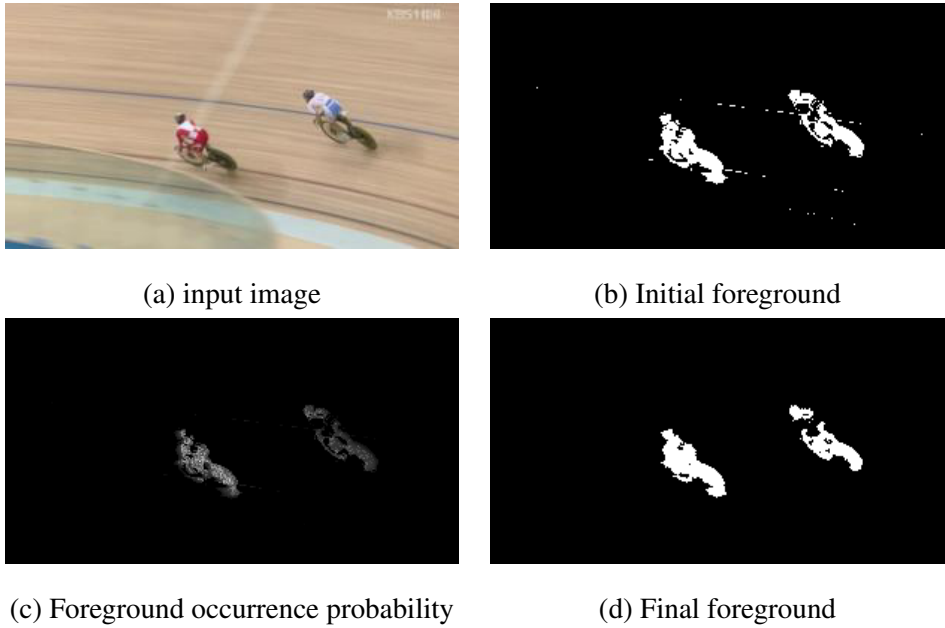 (a) input image
(b) Initial foreground
(c) Foreground occurrence probability
(d) Final foreground